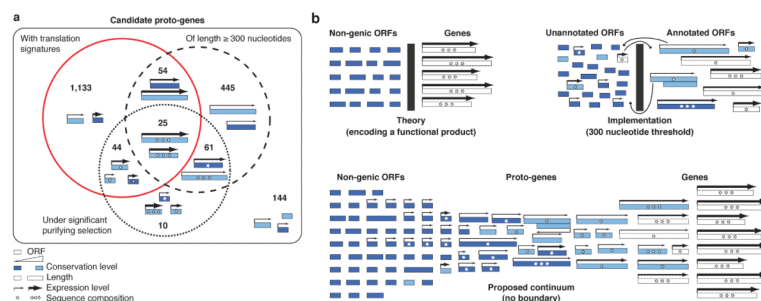 a
Candidate proto-genes
With translation
signatures
Of length ≥ 300 nucleotides
54
1,133
445
25
44
61
144
Under significant
purifying selection
10
ORF
Conservation level
Length
Expression level
Sequence composition
b
Non-genic ORFs
Genes
Theory
(encoding a functional product)
Unannotated ORFs
Annotated ORFs
Implementation
(300 nucleotide threshold)
Non-genic ORFs
Proto-genes
Genes
Proposed continuum
(no boundary)